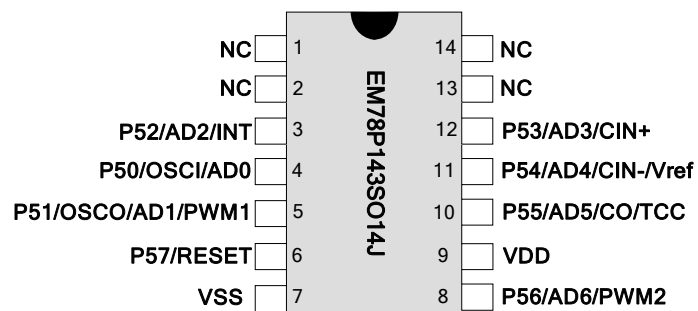 NC 1 14 NC
NC 2 13 NC
P52/AD2/INT 3 12 P53/AD3/CIN+
P50/OSCI/AD0 4 11 P54/AD4/CIN-/Vref
P51/OSCO/AD1/PWM1 5 10 P55/AD5/CO/TCC
P57/RESET 6 9 VDD
VSS 7 8 P56/AD6/PWM2
EM78P143SO14J